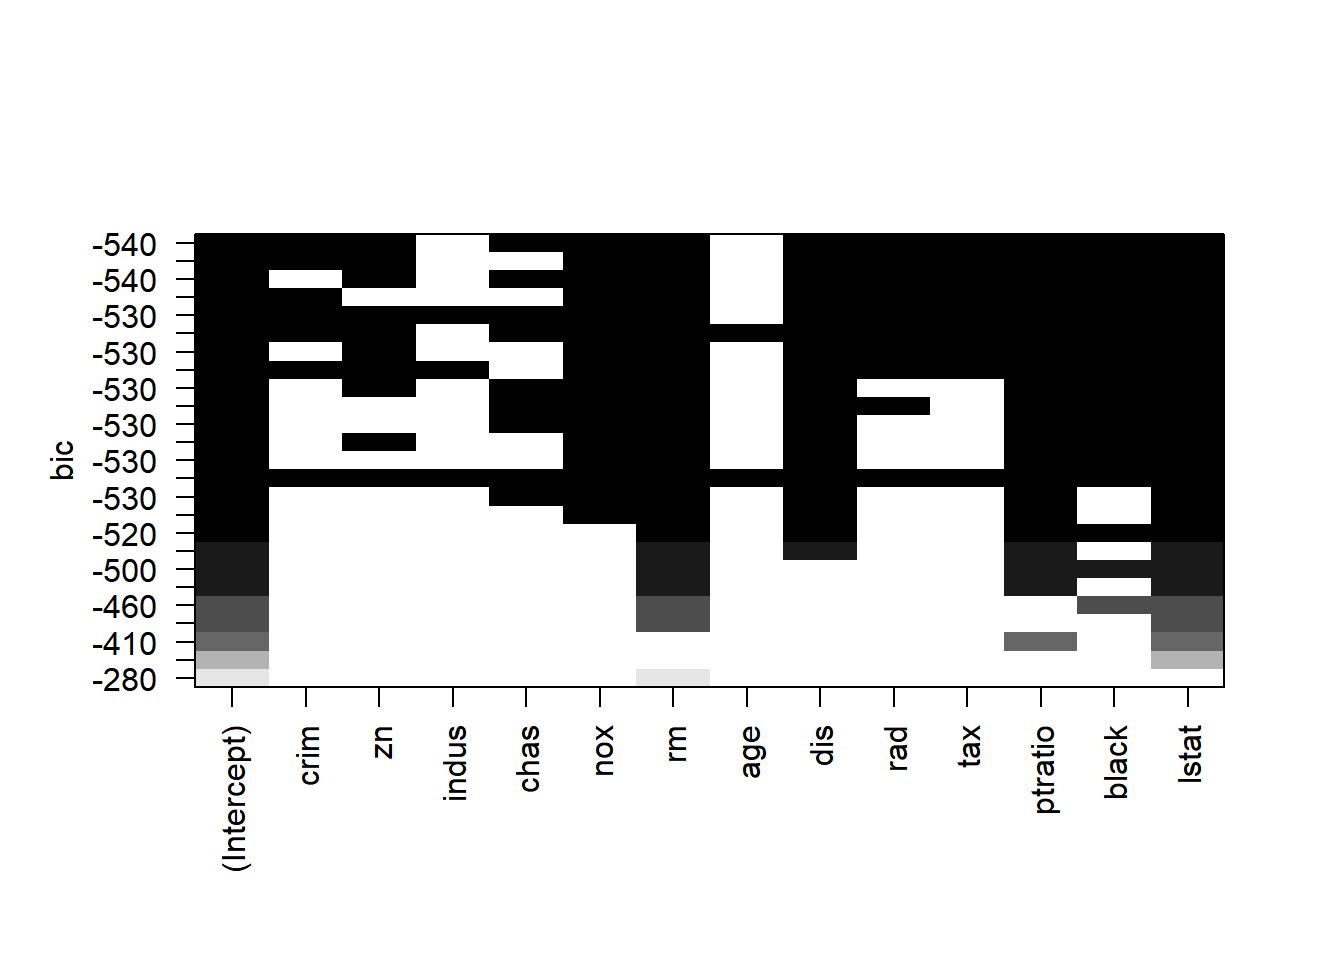 -540
-540
-530
-530
-530
-530
-530
-530
-520
-500
-460
-410
-280
bic
(Intercept)
crim
zn
indus
chas
nox
rm
age
dis
rad
tax
ptratio
black
lstat